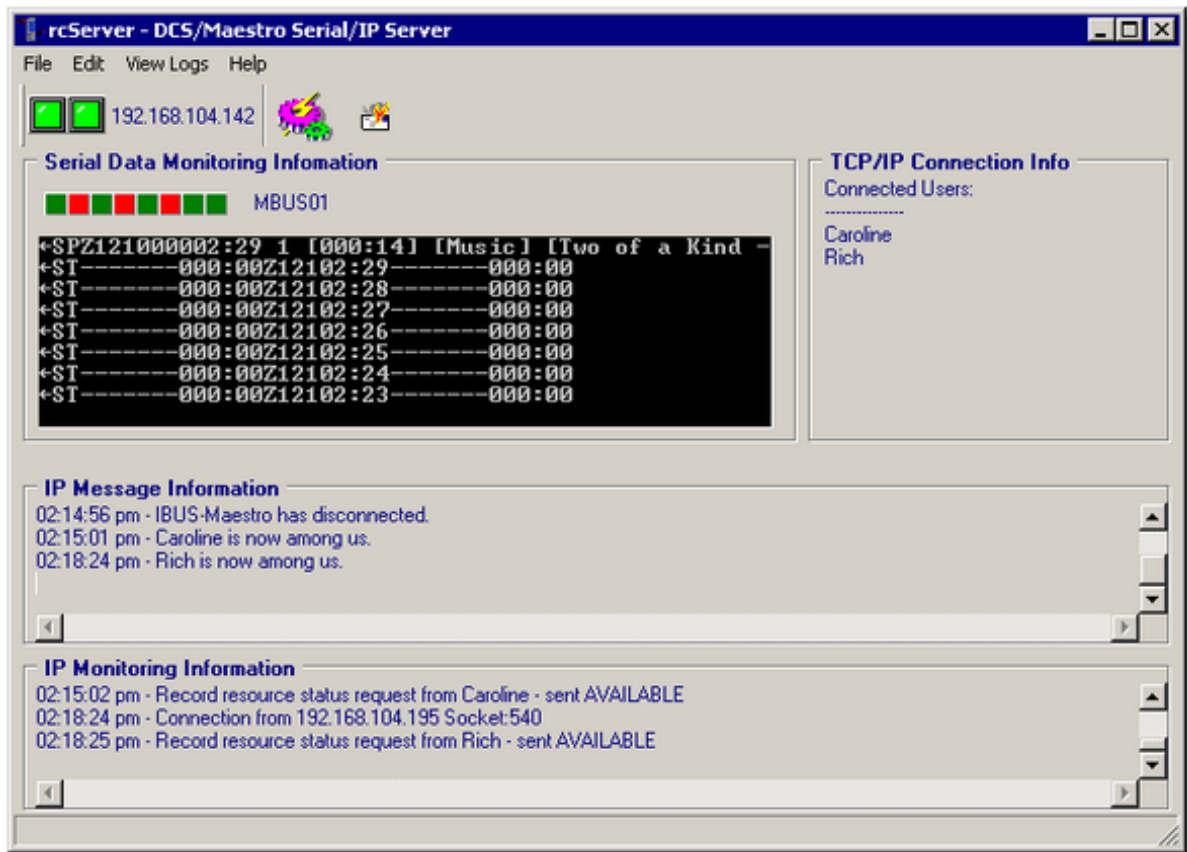 rcServer - DCS/Maestro Serial/IP Server
File Edit View Logs Help
192.168.104.142
Serial Data Monitoring Infomation
MBUS01
←SPZ121000002:29 1 [000:14] [Music] [Two of a Kind -
←ST-------000:00Z12102:29-------000:00
←ST-------000:00Z12102:28-------000:00
←ST-------000:00Z12102:27-------000:00
←ST-------000:00Z12102:26-------000:00
←ST-------000:00Z12102:25-------000:00
←ST-------000:00Z12102:24-------000:00
←ST-------000:00Z12102:23-------000:00
TCP/IP Connection Info
Connected Users:
---------------
Caroline
Rich
IP Message Information
02:14:56 pm - IBUS-Maestro has disconnected.
02:15:01 pm - Caroline is now among us.
02:18:24 pm - Rich is now among us.
IP Monitoring Information
02:15:02 pm - Record resource status request from Caroline - sent AVAILABLE
02:18:24 pm - Connection from 192.168.104.195 Socket:540
02:18:25 pm - Record resource status request from Rich - sent AVAILABLE